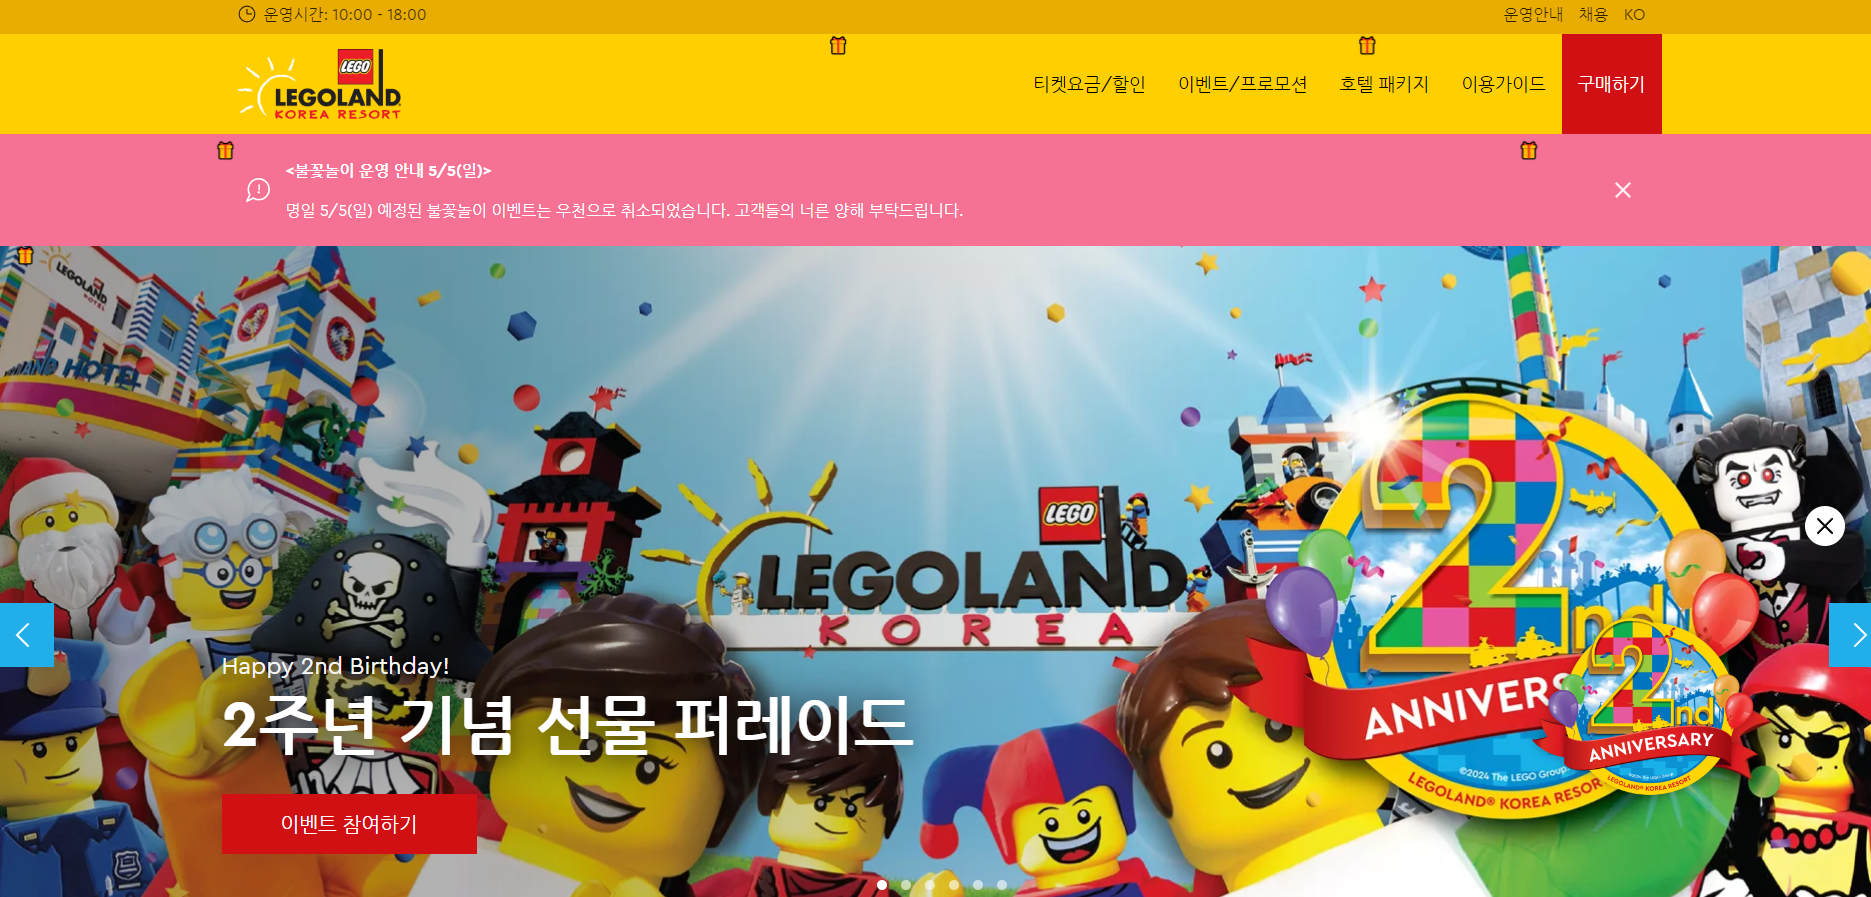 운영시간: 10:00 - 18:00
운영안내 채용 KO
LEGO
LEGOLAND
KOREA RESORT
티켓요금/할인 이벤트/프로모션 호텔 패키지 이용가이드 구매하기
<불꽃놀이 운영 안내 5/5(일)>
명일 5/5(일) 예정된 불꽃놀이 이벤트는 우천으로 취소되었습니다. 고객들의 너른 양해 부탁드립니다.
LEGOLAND
HOTEL
LAND HOTEL
LEGO
LEGOLAND
KOREA
2nd
ANNIVERS
©2024 The LEGO Group
LEGOLAND® KOREA RESOR
2nd
ANNIVERSARY
LEGOLAND® KOREA RESORT
Happy 2nd Birthday!
2주년 기념 선물 퍼레이드
이벤트 참여하기